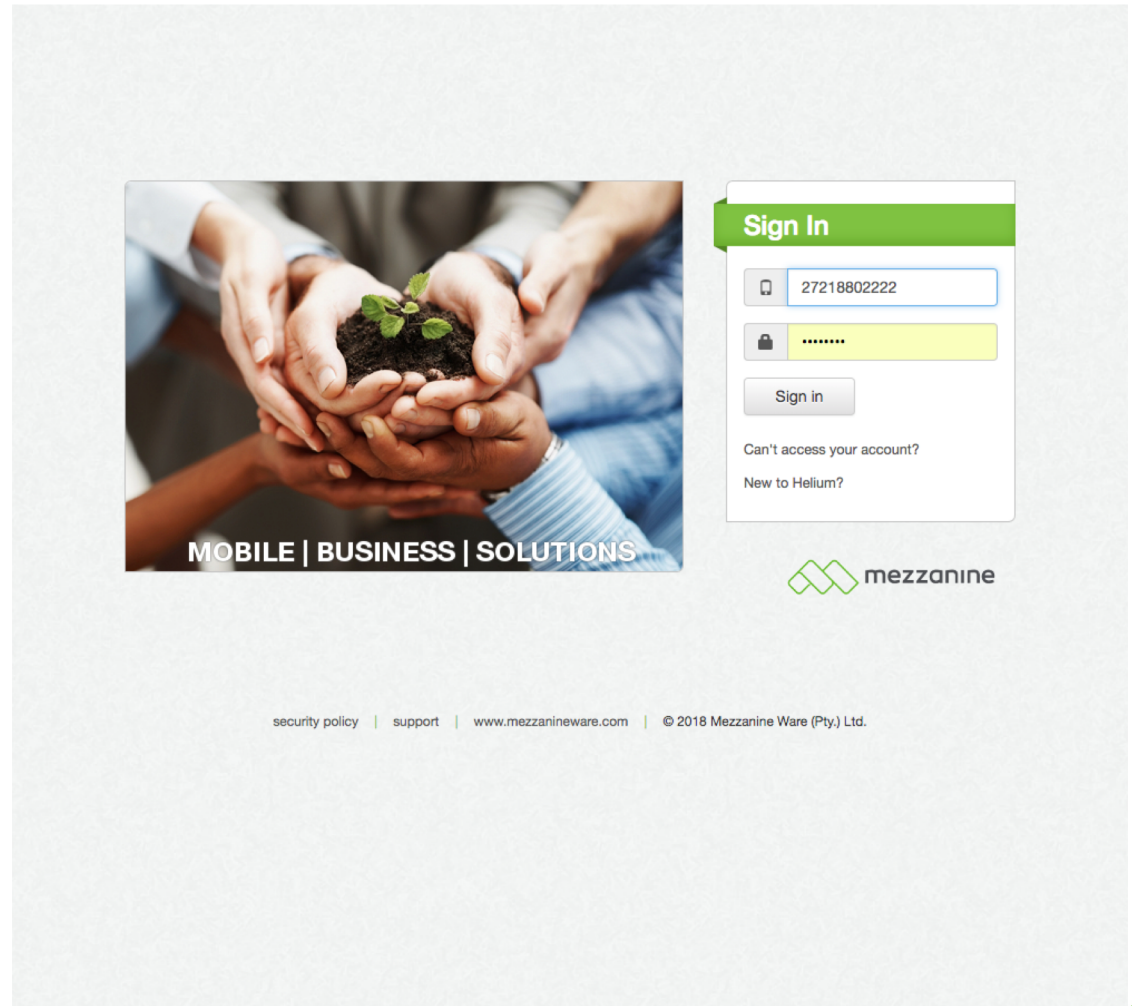 Sign In
27218802222
••••••••
Sign in
Can't access your account?
New to Helium?
MOBILE | BUSINESS | SOLUTIONS
mezzanine
security policy | support | www.mezzanineware.com | © 2018 Mezzanine Ware (Pty.) Ltd.